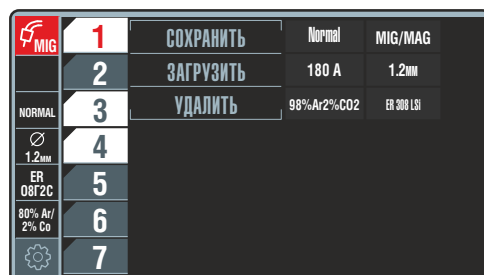 MIG
1 СОХРАНИТЬ Normal MIG/MAG
2 ЗАГРУЗИТЬ 180 А 1.2мм
NORMAL 3 УДАЛИТЬ 98%Ar2%CO2 ER 308 LSi
Ø 1.2мм 4
ER 08Г2С 5
80% Ar/ 2% Co 6
7